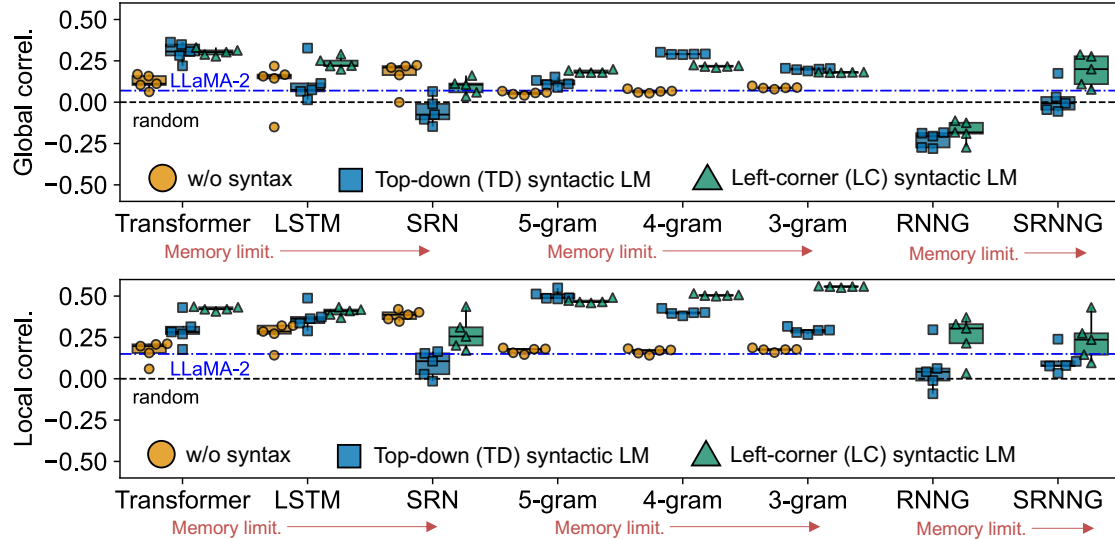 Global correl.
0.50
0.25
0.00
−0.25
−0.50
LLaMA-2
random
w/o syntax
Top-down (TD) syntactic LM
Left-corner (LC) syntactic LM
Transformer LSTM SRN 5-gram 4-gram 3-gram RNNG SRNNG
Memory limit. Memory limit. Memory limit.
Local correl.
0.50
0.25
0.00
−0.25
−0.50
LLaMA-2
random
w/o syntax
Top-down (TD) syntactic LM
Left-corner (LC) syntactic LM
Transformer LSTM SRN 5-gram 4-gram 3-gram RNNG SRNNG
Memory limit. Memory limit. Memory limit.